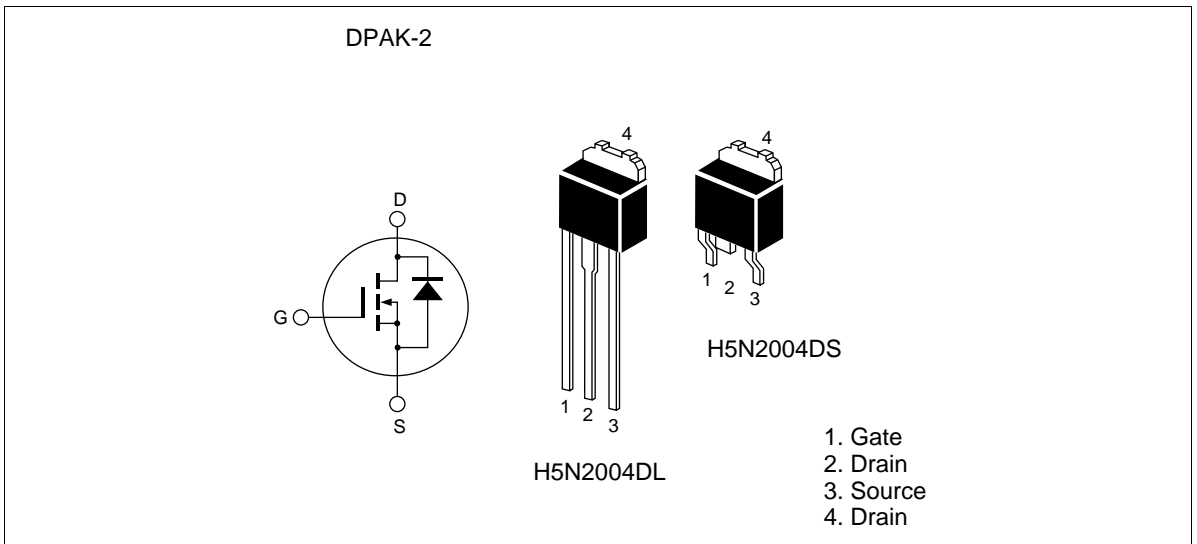 DPAK-2
4
4
D
G
S
1
2
3
H5N2004DS
1
2
3
H5N2004DL
1. Gate
2. Drain
3. Source
4. Drain